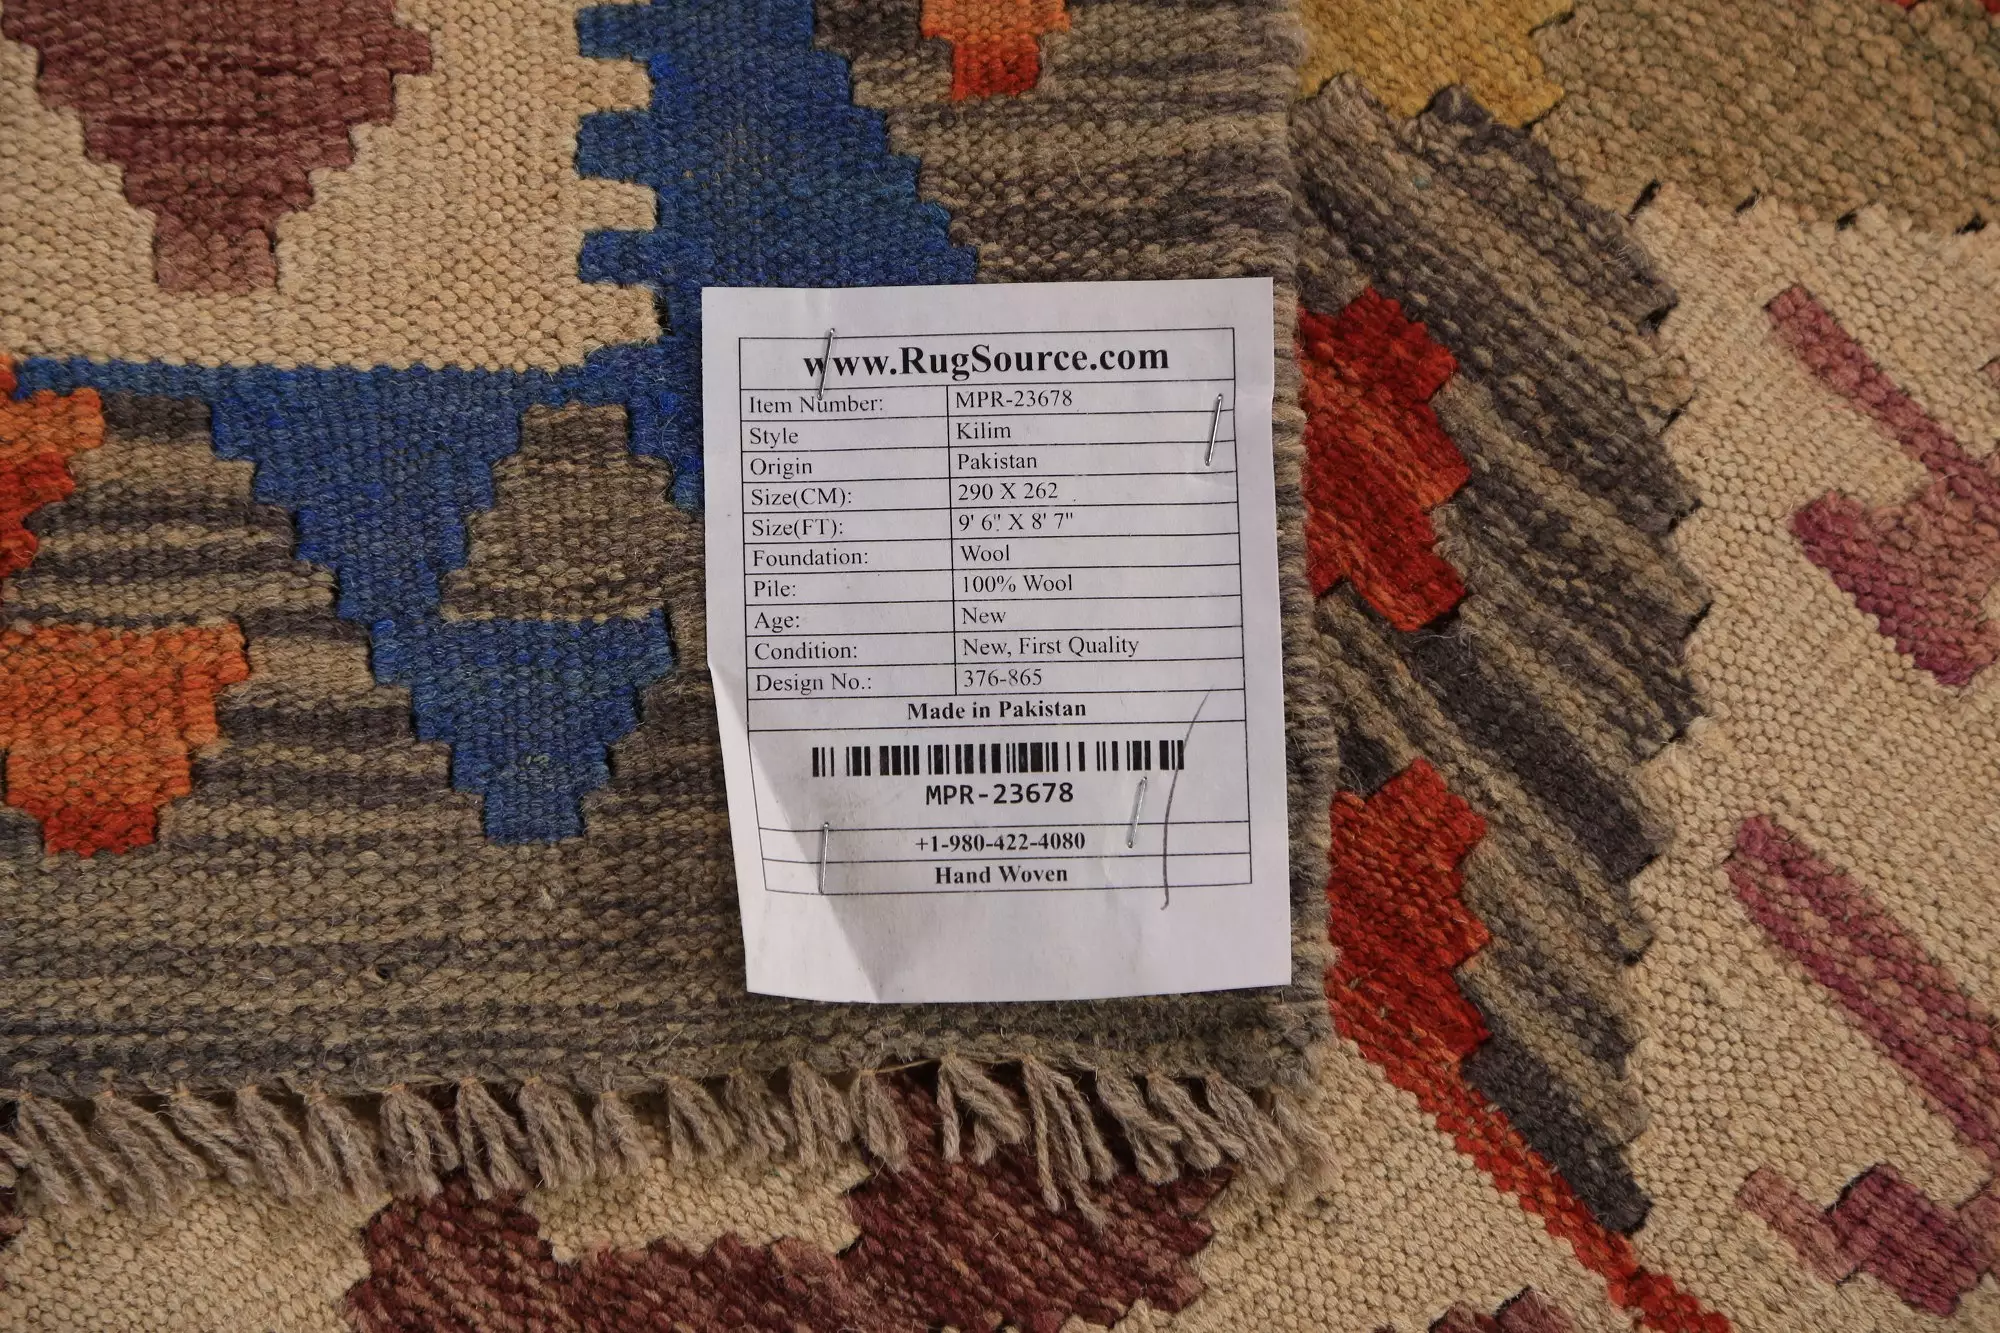 www.RugSource.com
Item Number: MPR-23678
Style Kilim
Origin Pakistan
Size(CM): 290 X 262
Size(FT): 9' 6" X 8' 7"
Foundation: Wool
Pile: 100% Wool
Age: New
Condition: New, First Quality
Design No.: 376-865
Made in Pakistan
MPR-23678
+1-980-422-4080
Hand Woven